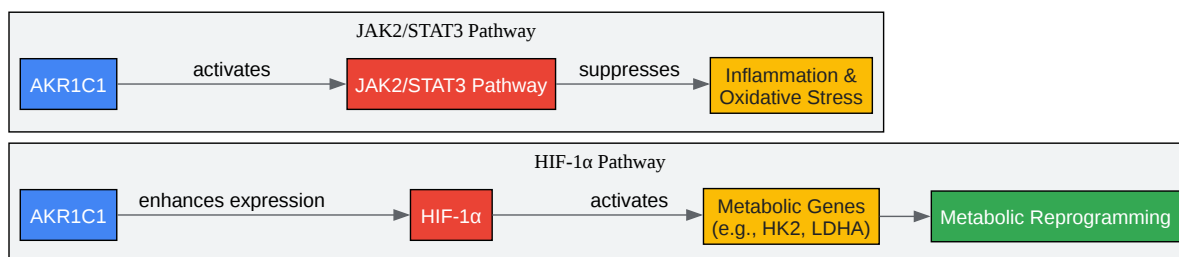 JAK2/STAT3 Pathway
AKR1C1
activates
JAK2/STAT3 Pathway
suppresses
Inflammation &
Oxidative Stress
HIF-1α Pathway
AKR1C1
enhances expression
HIF-1α
activates
Metabolic Genes
(e.g., HK2, LDHA)
Metabolic Reprogramming